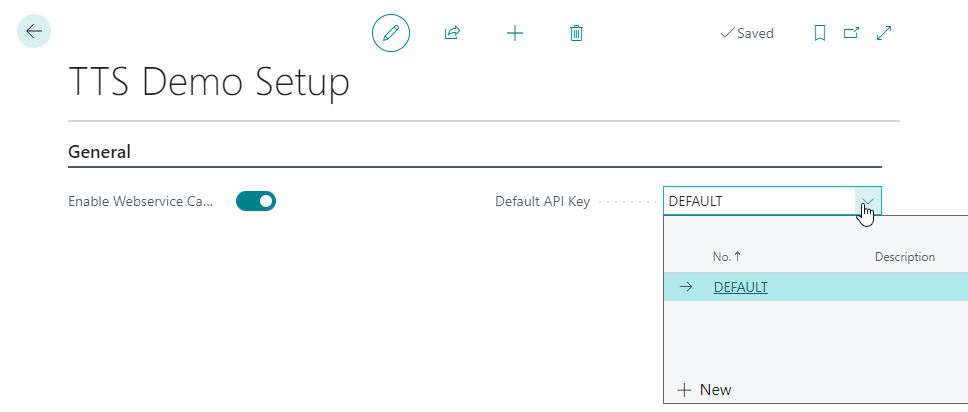 Saved
TTS Demo Setup
General
Enable Webservice Ca...
Default API Key
DEFAULT
No. ↑
Description
DEFAULT
New